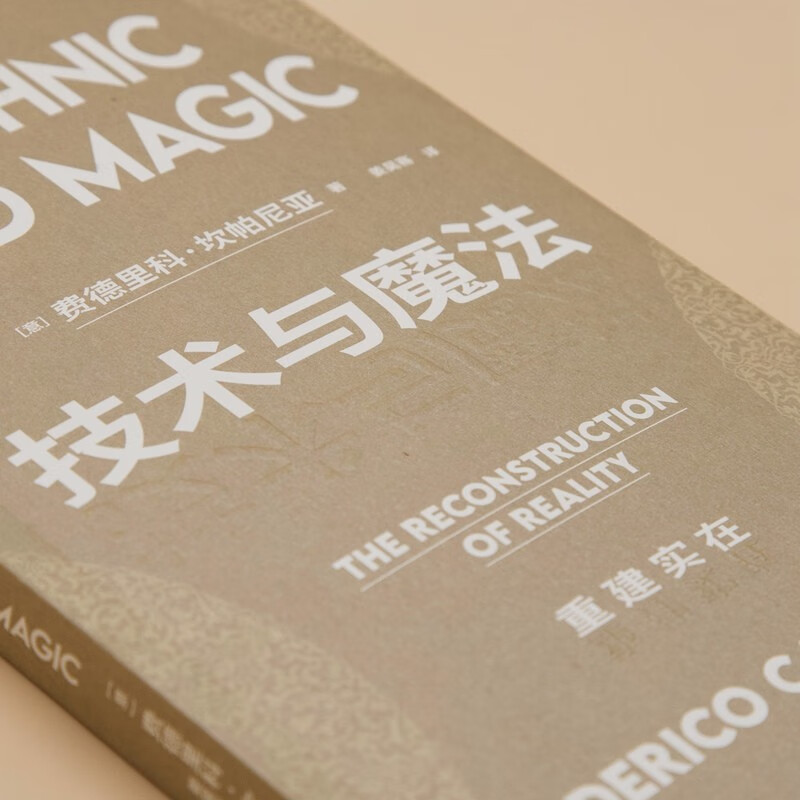 HNIC
D MAGIC
[意] 费德里科·坎帕尼亚 著 译
技术与魔法
THE RECONSTRUCTION
OF REALITY
重建实在
DERICO C
MAGIC